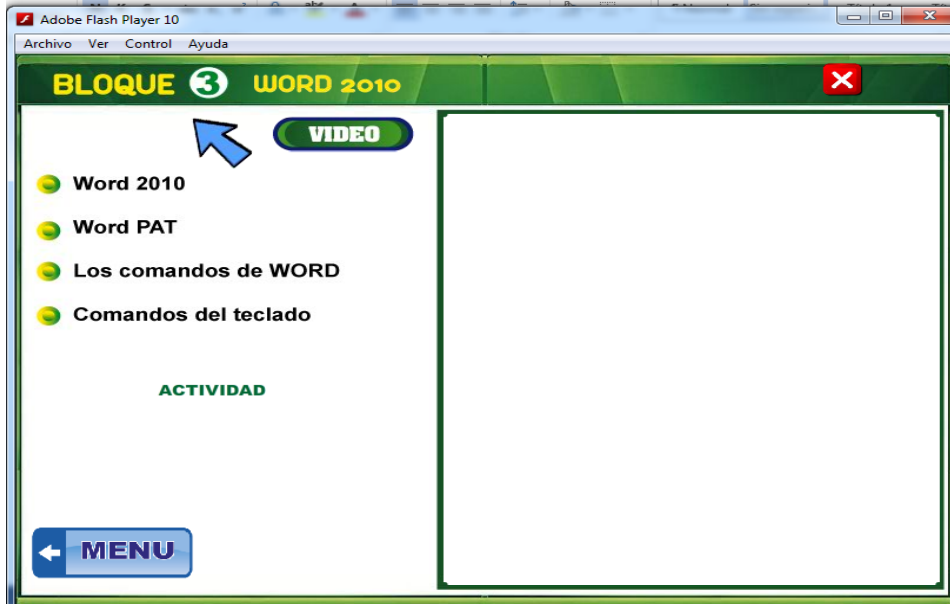 Adobe Flash Player 10
Archivo Ver Control Ayuda
BLOQUE 3 WORD 2010
VIDEO
Word 2010
Word PAT
Los comandos de WORD
Comandos del teclado
ACTIVIDAD
MENU